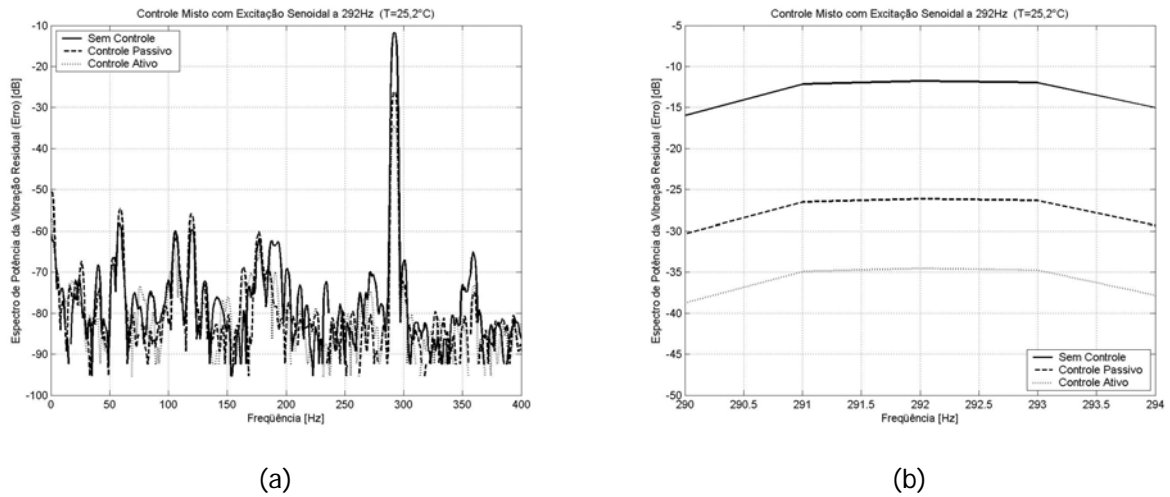 Controle Misto com Excitação Senoidal a 292Hz (T=25,2°C)
Espectro de Potência da Vibração Residual (Erro) [dB]
-10
-20
-30
-40
-50
-60
-70
-80
-90
-100
Sem Controle
Controle Passivo
Controle Ativo
0 50 100 150 200 250 300 350 400
Freqüência [Hz]
(a)
Controle Misto com Excitação Senoidal a 292Hz (T=25,2°C)
Espectro de Potência da Vibração Residual (Erro) [dB]
-5
-10
-15
-20
-25
-30
-35
-40
-45
-50
Sem Controle
Controle Passivo
Controle Ativo
290 290.5 291 291.5 292 292.5 293 293.5 294
Freqüência [Hz]
(b)